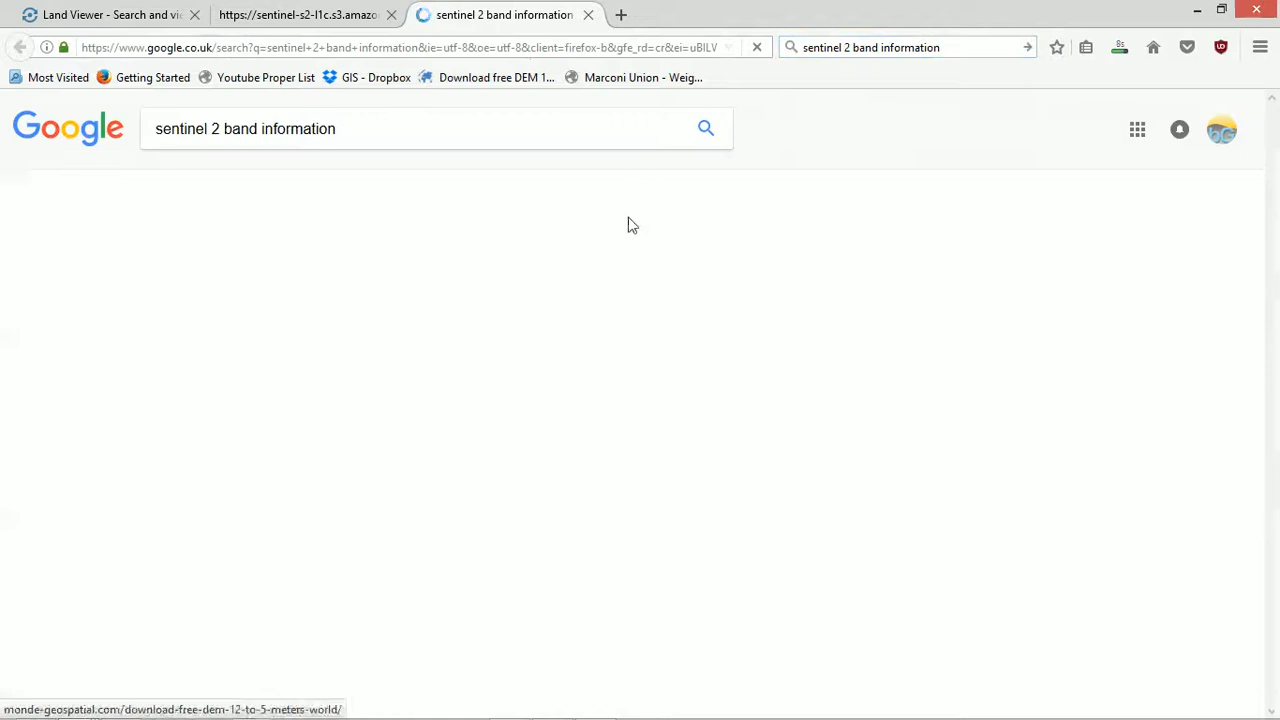 Land Viewer - Search and vi
https://sentinel-s2-l1c.s3.amazo
sentinel 2 band information
https://www.google.co.uk/search?q=sentinel+2+band+information&ie=utf-8&oe=utf-8&client=firefox-b&gfe_rd=cr&ei=uBILV
sentinel 2 band information
8s
Most Visited
Getting Started
Youtube Proper List
GIS - Dropbox
Download free DEM 1...
Marconi Union - Weig...
Google
sentinel 2 band information
monde-geospatial.com/download-free-dem-12-to-5-meters-world/